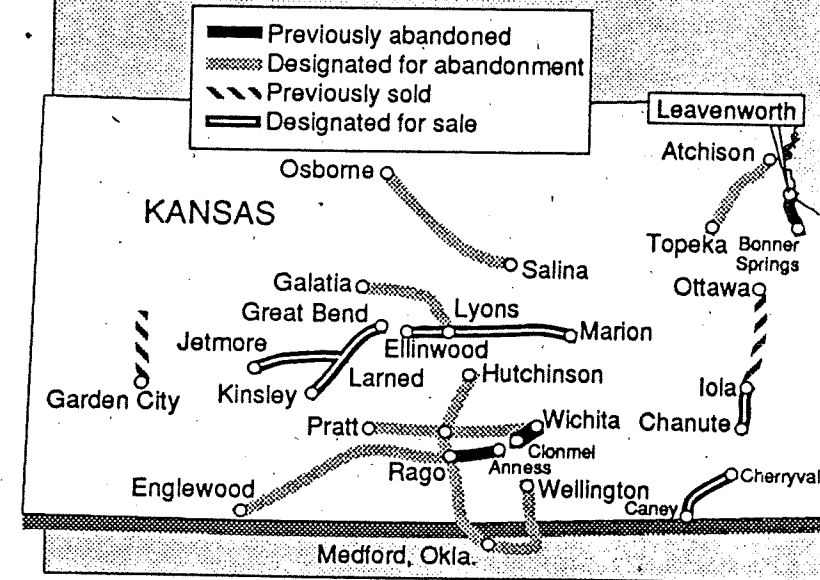 Previously abandoned
Designated for abandonment
Previously sold
Designated for sale
Leavenworth
Atchison
Osborne
KANSAS
Topeka
Bonner
Springs
Salina
Galatia
Ottawa
Great Bend
Lyons
Jetmore
Ellinwood
Marion
Kinsley
Larned
Hutchinson
Garden City
Iola
Pratt
Wichita
Chanute
Clonmel
Rago
Anness
Englewood
Wellington
Cherryval
Caney
Medford, Okla.